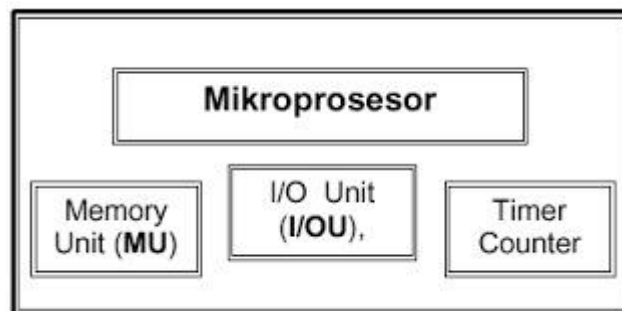 Mikroprosesor
Memory
Unit (MU)
I/O Unit
(I/OU),
Timer
Counter